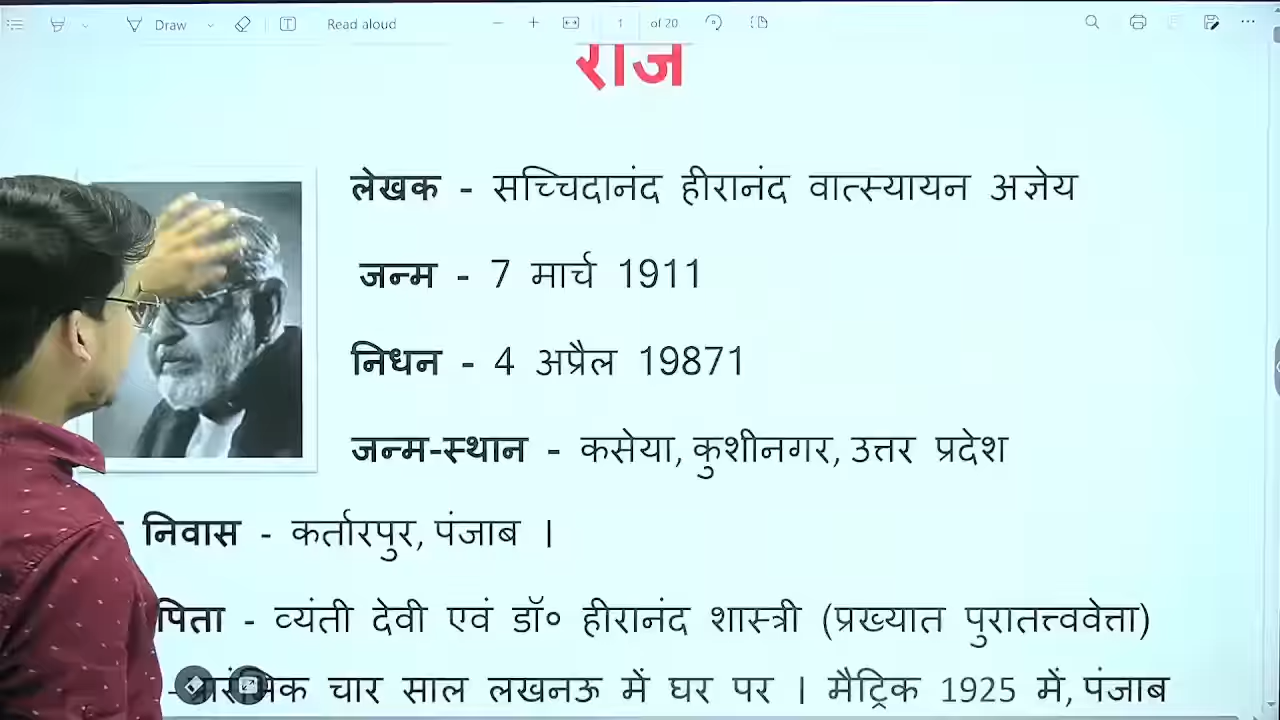 Draw
Read aloud
1 of 20
राज
लेखक - सच्चिदानंद हीरानंद वात्स्यायन अज्ञेय
जन्म - 7 मार्च 1911
निधन - 4 अप्रैल 19871
जन्म-स्थान - कसेया, कुशीनगर, उत्तर प्रदेश
निवास - कर्तारपुर, पंजाब ।
पिता - व्यंती देवी एवं डॉ० हीरानंद शास्त्री (प्रख्यात पुरातत्त्ववेत्ता)
चार साल लखनऊ में घर पर । मैट्रिक 1925 में, पंजाब